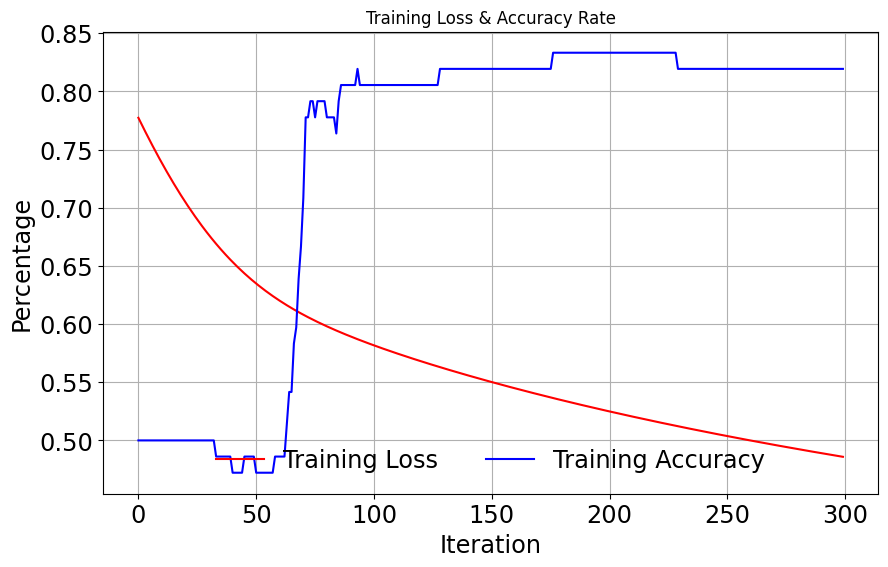 Training Loss & Accuracy Rate
0.85
0.80
0.75
0.70
0.65
0.60
0.55
0.50
Percentage
Training Loss Training Accuracy
0 50 100 150 200 250 300
Iteration